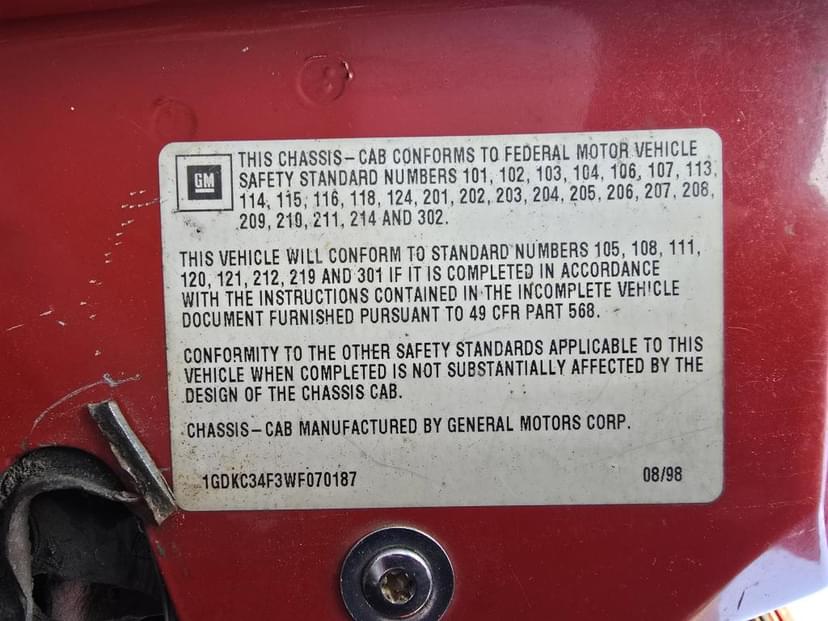 GM
THIS CHASSIS-CAB CONFORMS TO FEDERAL MOTOR VEHICLE
SAFETY STANDARD NUMBERS 101, 102, 103, 104, 106, 107, 113,
114, 115, 116, 118, 124, 201, 202, 203, 204, 205, 206, 207, 208,
209, 210, 211, 214 AND 302.
THIS VEHICLE WILL CONFORM TO STANDARD NUMBERS 105, 108, 111,
120, 121, 212, 219 AND 301 IF IT IS COMPLETED IN ACCORDANCE
WITH THE INSTRUCTIONS CONTAINED IN THE INCOMPLETE VEHICLE
DOCUMENT FURNISHED PURSUANT TO 49 CFR PART 568.
CONFORMITY TO THE OTHER SAFETY STANDARDS APPLICABLE TO THIS
VEHICLE WHEN COMPLETED IS NOT SUBSTANTIALLY AFFECTED BY THE
DESIGN OF THE CHASSIS CAB.
CHASSIS-CAB MANUFACTURED BY GENERAL MOTORS CORP.
1GDKC34F3WF070187 08/98